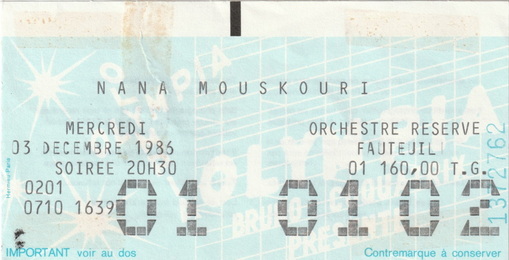 NANA MOUSKOURI
OLYMPIA
OLYMPIA
MERCREDI
03 DECEMBRE 1986
SOIREE 20H30
ORCHESTRE RESERVE
FAUTEUIL
01 160,00 T.G.
0201
0710 1639
01 01 02
BRUNO COQUATRIX
PRESENTE
1372762
IMPORTANT voir au dos
Contremarque à conserver